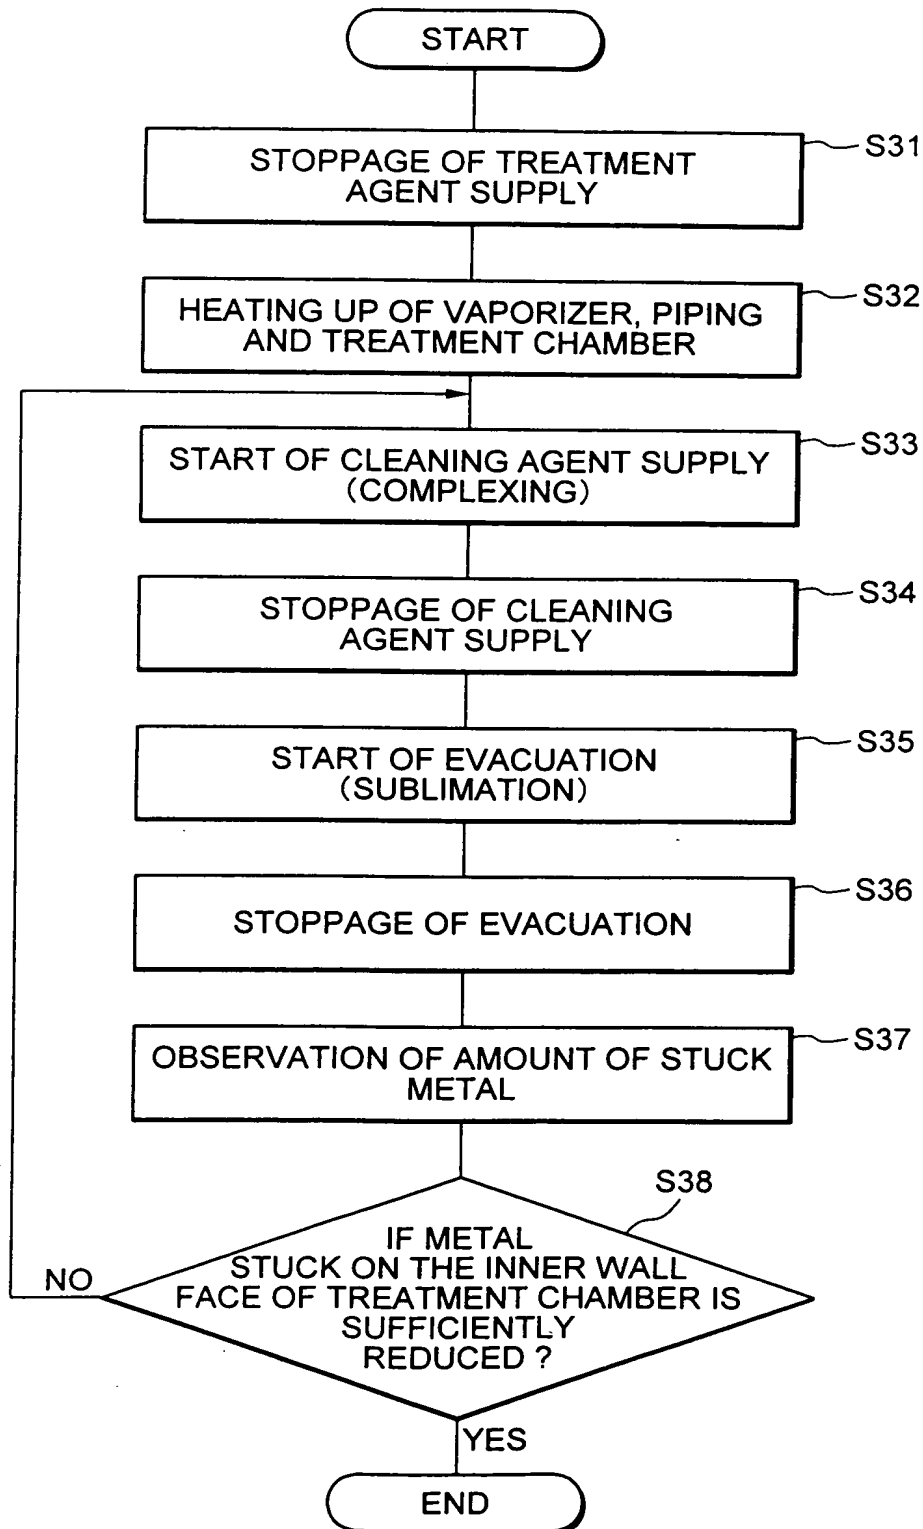 START
STOPPAGE OF TREATMENT
AGENT SUPPLY
S31
HEATING UP OF VAPORIZER, PIPING
AND TREATMENT CHAMBER
S32
START OF CLEANING AGENT SUPPLY
(COMPLEXING)
S33
STOPPAGE OF CLEANING
AGENT SUPPLY
S34
START OF EVACUATION
(SUBLIMATION)
S35
STOPPAGE OF EVACUATION
S36
OBSERVATION OF AMOUNT OF STUCK
METAL
S37
S38
IF METAL
STUCK ON THE INNER WALL
FACE OF TREATMENT CHAMBER IS
SUFFICIENTLY
REDUCED ?
NO
YES
END